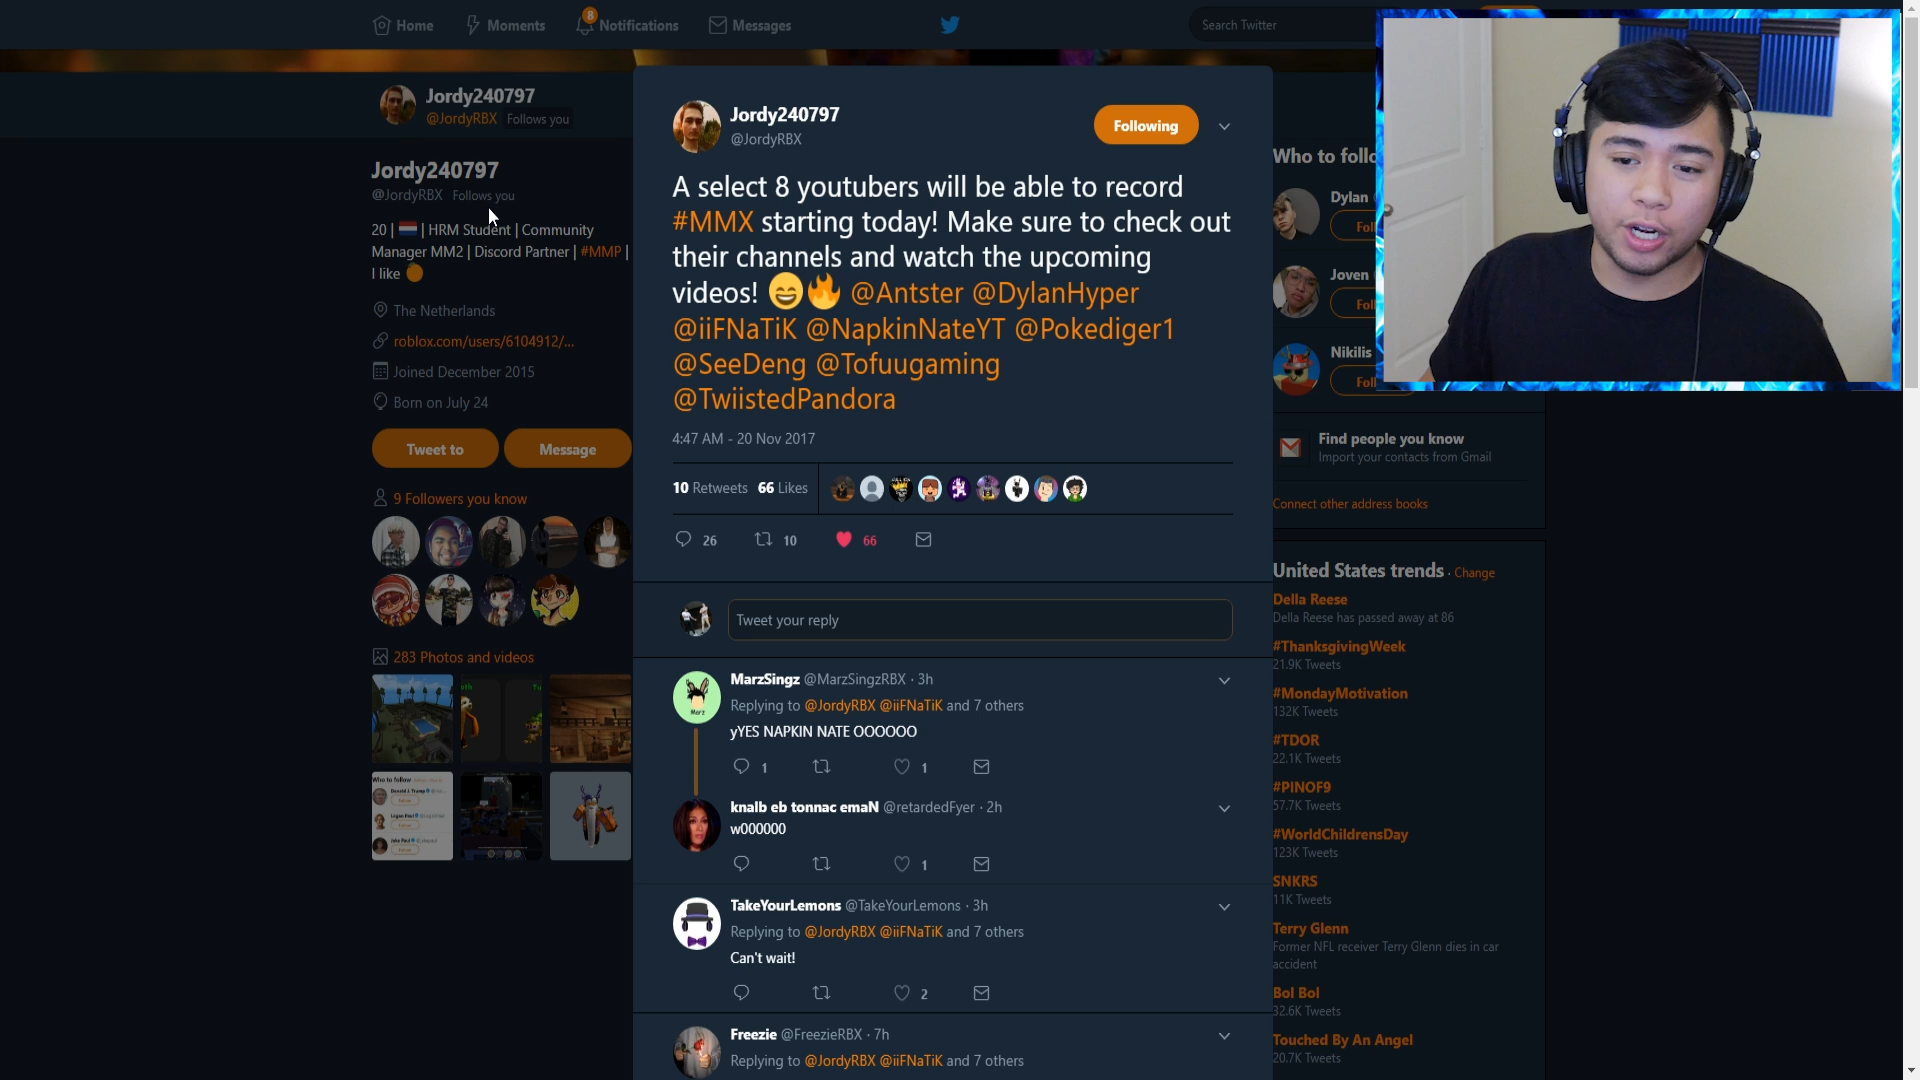 Home
Moments
8
Notifications
Messages
Search Twitter
Jordy240797
@JordyRBX Follows you
Jordy240797
@JordyRBX Follows you
20 | 🇳🇱 | HRM Student | Community
Manager MM2 | Discord Partner | #MMP |
I like 🍊
The Netherlands
roblox.com/users/6104912/...
Joined December 2015
Born on July 24
Tweet to
Message
9 Followers you know
283 Photos and videos
Jordy240797
@JordyRBX
Following
A select 8 youtubers will be able to record
#MMX starting today! Make sure to check out
their channels and watch the upcoming
videos! 😄🔥 @Antster @DylanHyper
@iiFNaTiK @NapkinNateYT @Pokediger1
@SeeDeng @Tofuugaming
@TwiistedPandora
4:47 AM - 20 Nov 2017
10 Retweets 66 Likes
26
10
66
Tweet your reply
MarzSingz @MarzSingzRBX · 3h
Replying to @JordyRBX @iiFNaTiK and 7 others
yYES NAPKIN NATE OOOOOO
1
1
knalb eb tonnac emaN @retardedFyer · 2h
w000000
1
TakeYourLemons @TakeYourLemons · 3h
Replying to @JordyRBX @iiFNaTiK and 7 others
Can't wait!
2
Freezie @FreezieRBX · 7h
Replying to @JordyRBX @iiFNaTiK and 7 others
Who to follo
Dylan
Fol
Joven
Fol
Nikilis
Fol
Find people you know
Import your contacts from Gmail
Connect other address books
United States trends · Change
Della Reese
Della Reese has passed away at 86
#ThanksgivingWeek
21.9K Tweets
#MondayMotivation
132K Tweets
#TDOR
22.1K Tweets
#PINOF9
57.7K Tweets
#WorldChildrensDay
123K Tweets
SNKRS
11K Tweets
Terry Glenn
Former NFL receiver Terry Glenn dies in car
accident
Bol Bol
32.6K Tweets
Touched By An Angel
20.7K Tweets